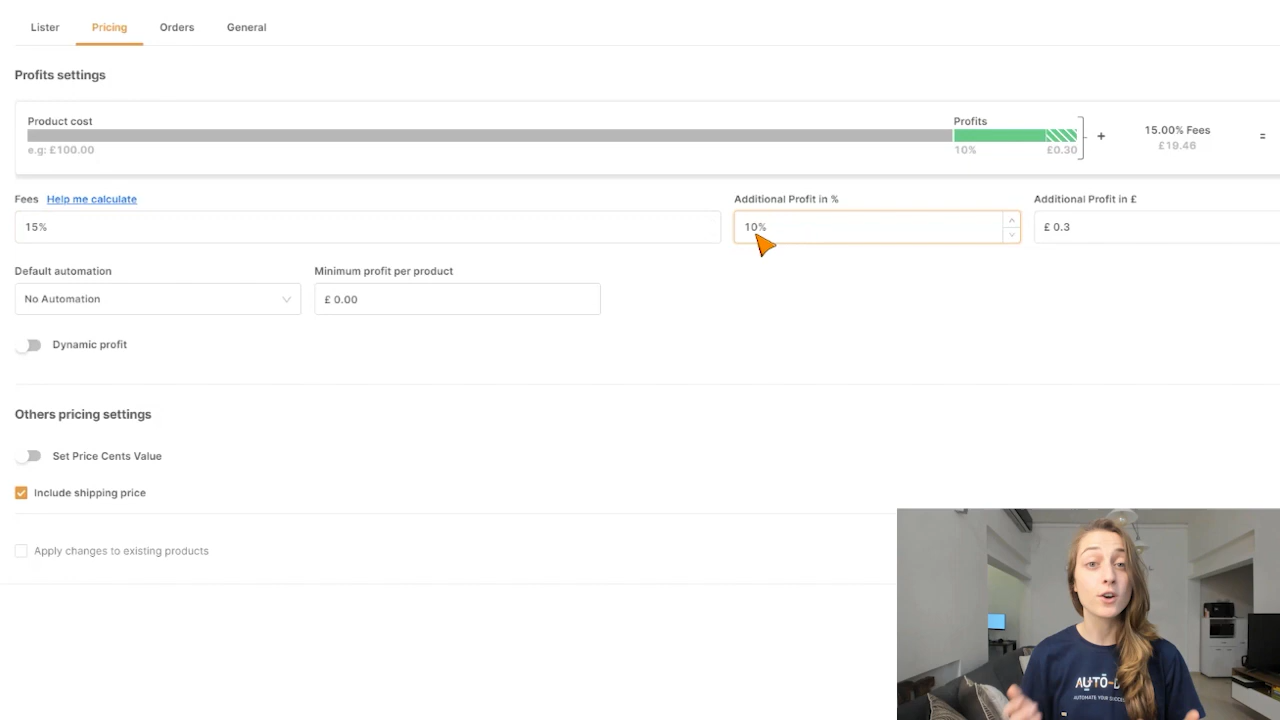 Lister Pricing Orders General
Profits settings
Product cost Profits
e.g: £100.00 10% £0.30 + 15.00% Fees =
£19.46
Fees Help me calculate Additional Profit in % Additional Profit in £
15% 10% £ 0.3
Default automation Minimum profit per product
No Automation £ 0.00
Dynamic profit
Others pricing settings
Set Price Cents Value
Include shipping price
Apply changes to existing products
AUTŌ-D
AUTOMATE YOUR